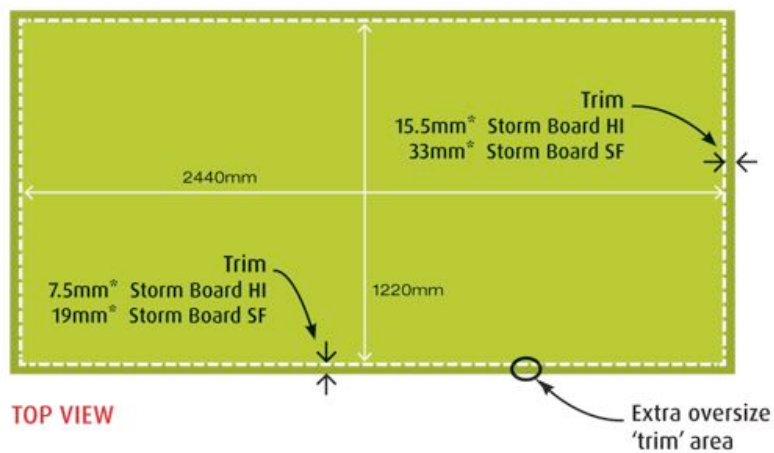 Trim
15.5mm* Storm Board HI
33mm* Storm Board SF
2440mm
Trim
7.5mm* Storm Board HI
19mm* Storm Board SF
1220mm
TOP VIEW
Extra oversize
‘trim’ area